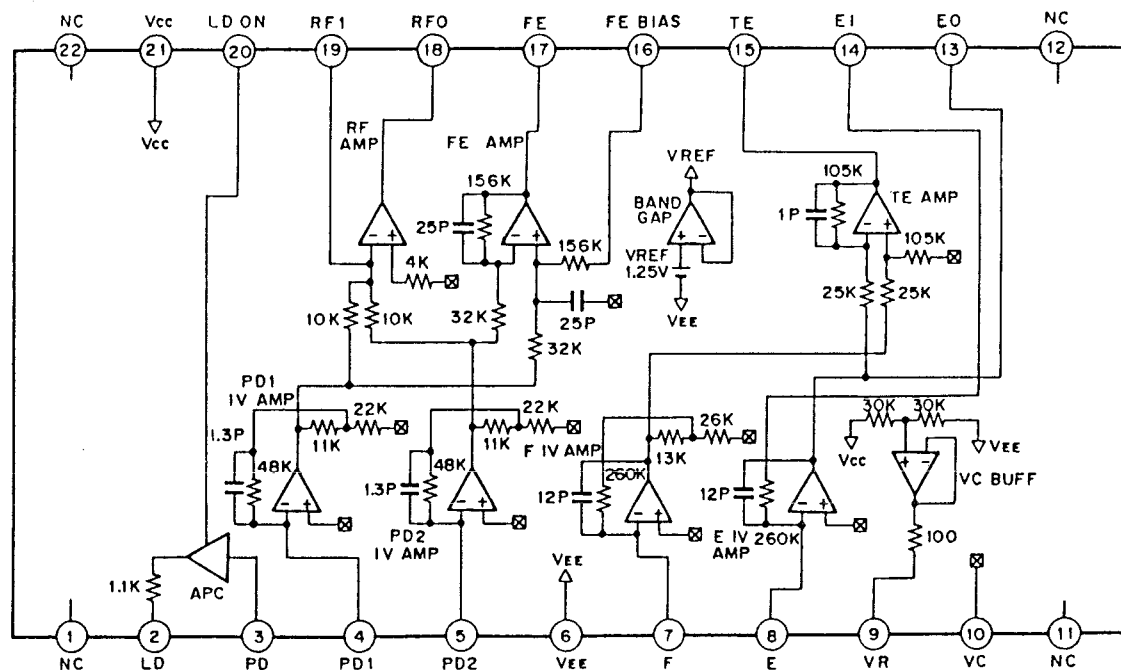 NC Vcc LD ON RF1 RFO FE FE BIAS TE EI EO NC
22 21 20 19 18 17 16 15 14 13 12
Vcc
RF
AMP
FE AMP
VREF
105K
156K
BAND
GAP
TE AMP
1P
25P
156K
105K
4K
VREF
1.25V
25K 25K
10K 10K 32K
25P
VEE
32K
PD1
1V AMP
22K
22K
26K
30K 30K
1.3P
11K
11K
F IV AMP
13K
Vcc
VEE
48K
48K
260K
VC BUFF
1.3P
12P
12P
PD2
1V AMP
E IV
AMP
260K
100
1.1K
APC
VEE
1 2 3 4 5 6 7 8 9 10 11
NC LD PD PD1 PD2 VEE F E VR VC NC